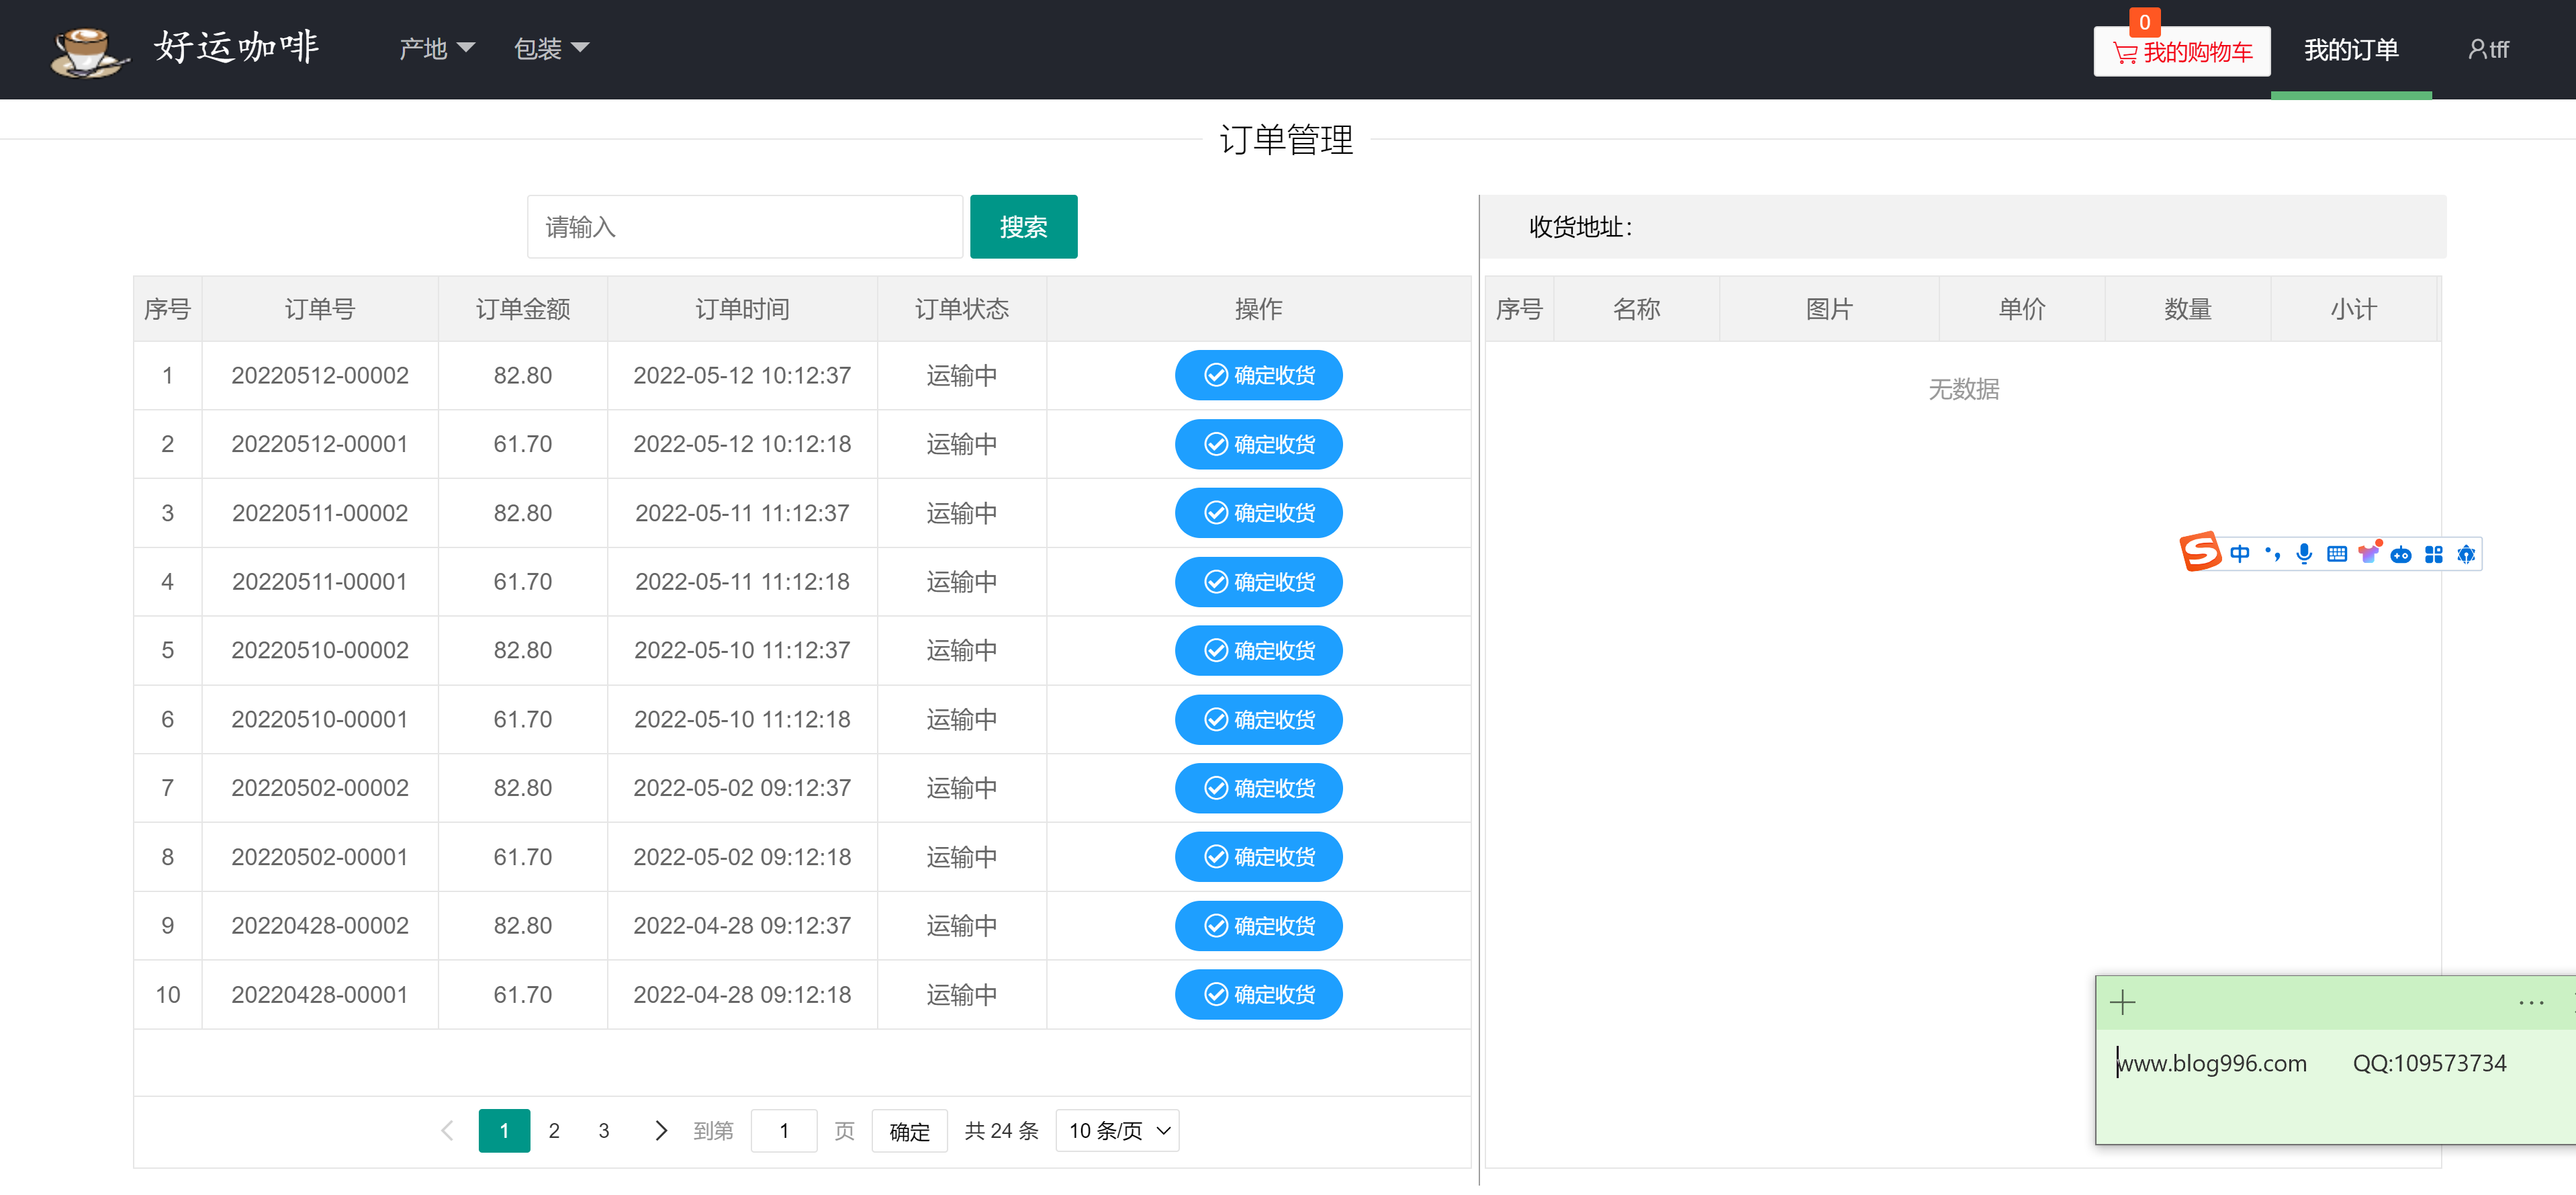 好运咖啡 产地 包装 0 我的购物车 我的订单 tff
订单管理
请输入 搜索 收货地址：
序号 订单号 订单金额 订单时间 订单状态 操作 序号 名称 图片 单价 数量 小计
1 20220512-00002 82.80 2022-05-12 10:12:37 运输中 确定收货 无数据
2 20220512-00001 61.70 2022-05-12 10:12:18 运输中 确定收货
3 20220511-00002 82.80 2022-05-11 11:12:37 运输中 确定收货
4 20220511-00001 61.70 2022-05-11 11:12:18 运输中 确定收货
5 20220510-00002 82.80 2022-05-10 11:12:37 运输中 确定收货
6 20220510-00001 61.70 2022-05-10 11:12:18 运输中 确定收货
7 20220502-00002 82.80 2022-05-02 09:12:37 运输中 确定收货
8 20220502-00001 61.70 2022-05-02 09:12:18 运输中 确定收货
9 20220428-00002 82.80 2022-04-28 09:12:37 运输中 确定收货
10 20220428-00001 61.70 2022-04-28 09:12:18 运输中 确定收货
1 2 3 到第 1 页 确定 共 24 条 10 条/页
S 中
www.blog996.com QQ:109573734